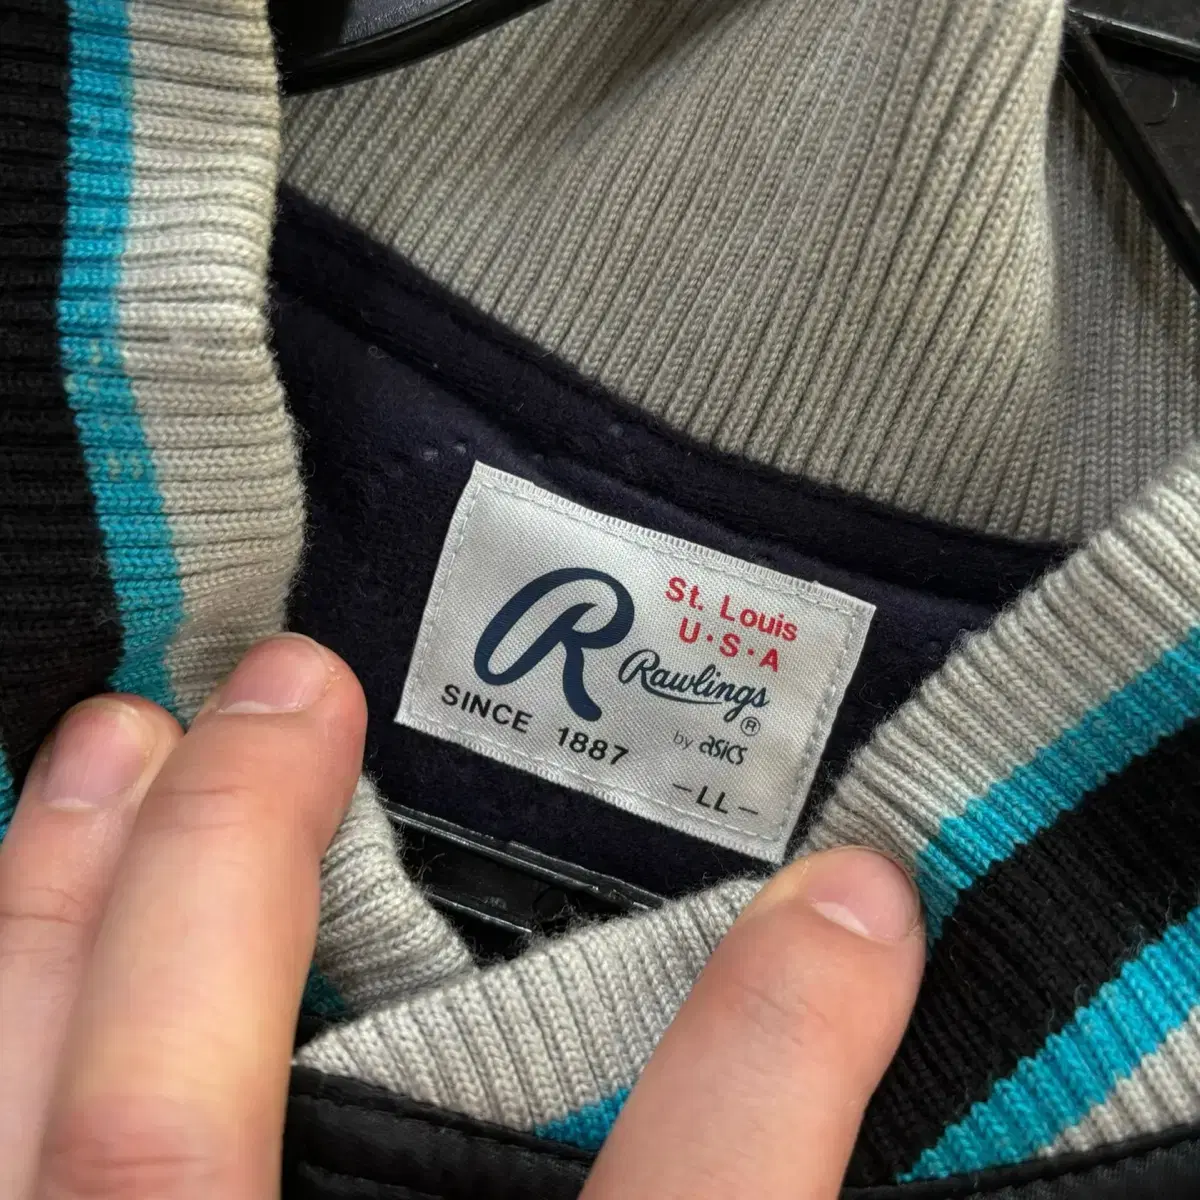 R
St. Louis
U·S·A
Rawlings®
by asics
SINCE 1887
-LL-